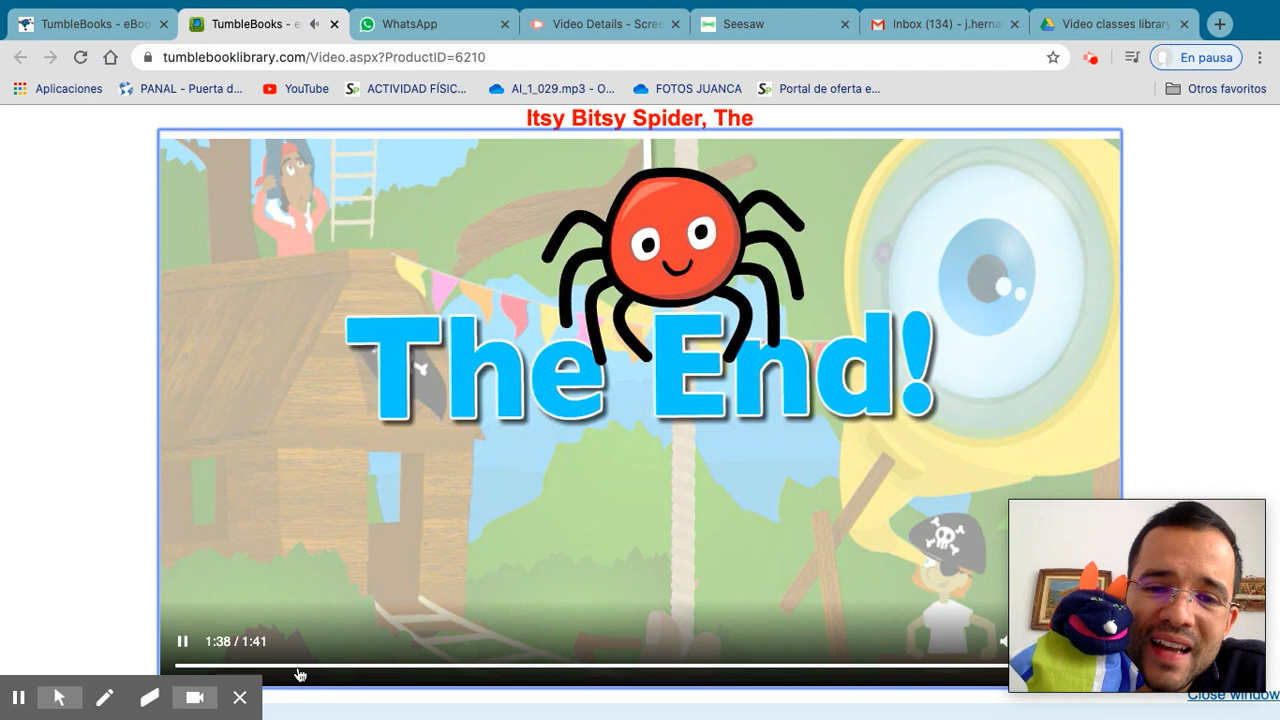 TumbleBooks - eBoo
TumbleBooks - e
WhatsApp
Video Details - Scree
Seesaw
Inbox (134) - j.herna
Video classes library
tumblebooklibrary.com/Video.aspx?ProductID=6210
En pausa
Aplicaciones
PANAL - Puerta d...
YouTube
ACTIVIDAD FÍSIC...
AI_1_029.mp3 - O...
FOTOS JUANCA
Portal de oferta e...
Otros favoritos
Itsy Bitsy Spider, The
The End!
1:38 / 1:41
Close window